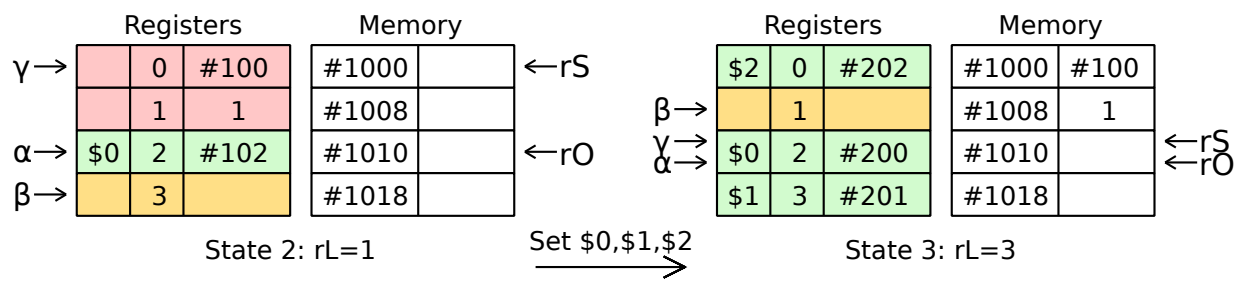 Registers Memory Registers Memory
γ→ 0 #100 #1000 ←rS $2 0 #202 #1000 #100
1 1 #1008 β→ 1 #1008 1
α→ $0 2 #102 #1010 ←rO γ α→ $0 2 #200 #1010 ←rS ←rO
β→ 3 #1018 $1 3 #201 #1018
State 2: rL=1 Set $0,$1,$2 State 3: rL=3